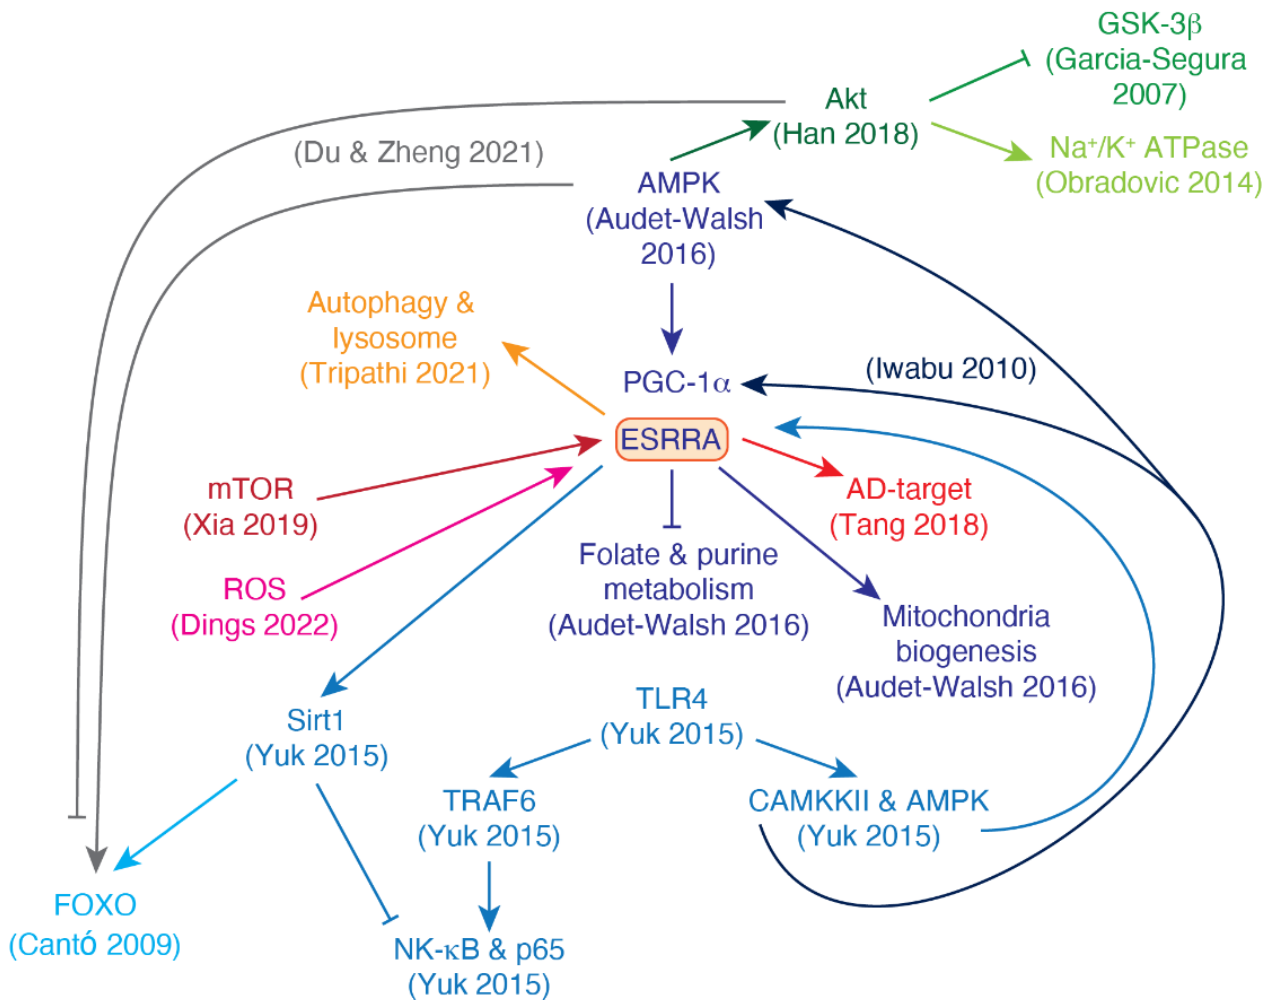 GSK-3β
(Garcia-Segura
2007)
Akt
(Han 2018)
Na⁺/K⁺ ATPase
(Obradovic 2014)
(Du & Zheng 2021)
AMPK
(Audet-Walsh
2016)
Autophagy &
lysosome
(Tripathi 2021)
PGC-1α
(Iwabu 2010)
ESRRA
mTOR
(Xia 2019)
AD-target
(Tang 2018)
ROS
(Dings 2022)
Folate & purine
metabolism
(Audet-Walsh 2016)
Mitochondria
biogenesis
(Audet-Walsh 2016)
Sirt1
(Yuk 2015)
TLR4
(Yuk 2015)
TRAF6
(Yuk 2015)
CAMKKII & AMPK
(Yuk 2015)
FOXO
(Cantó 2009)
NK-κB & p65
(Yuk 2015)